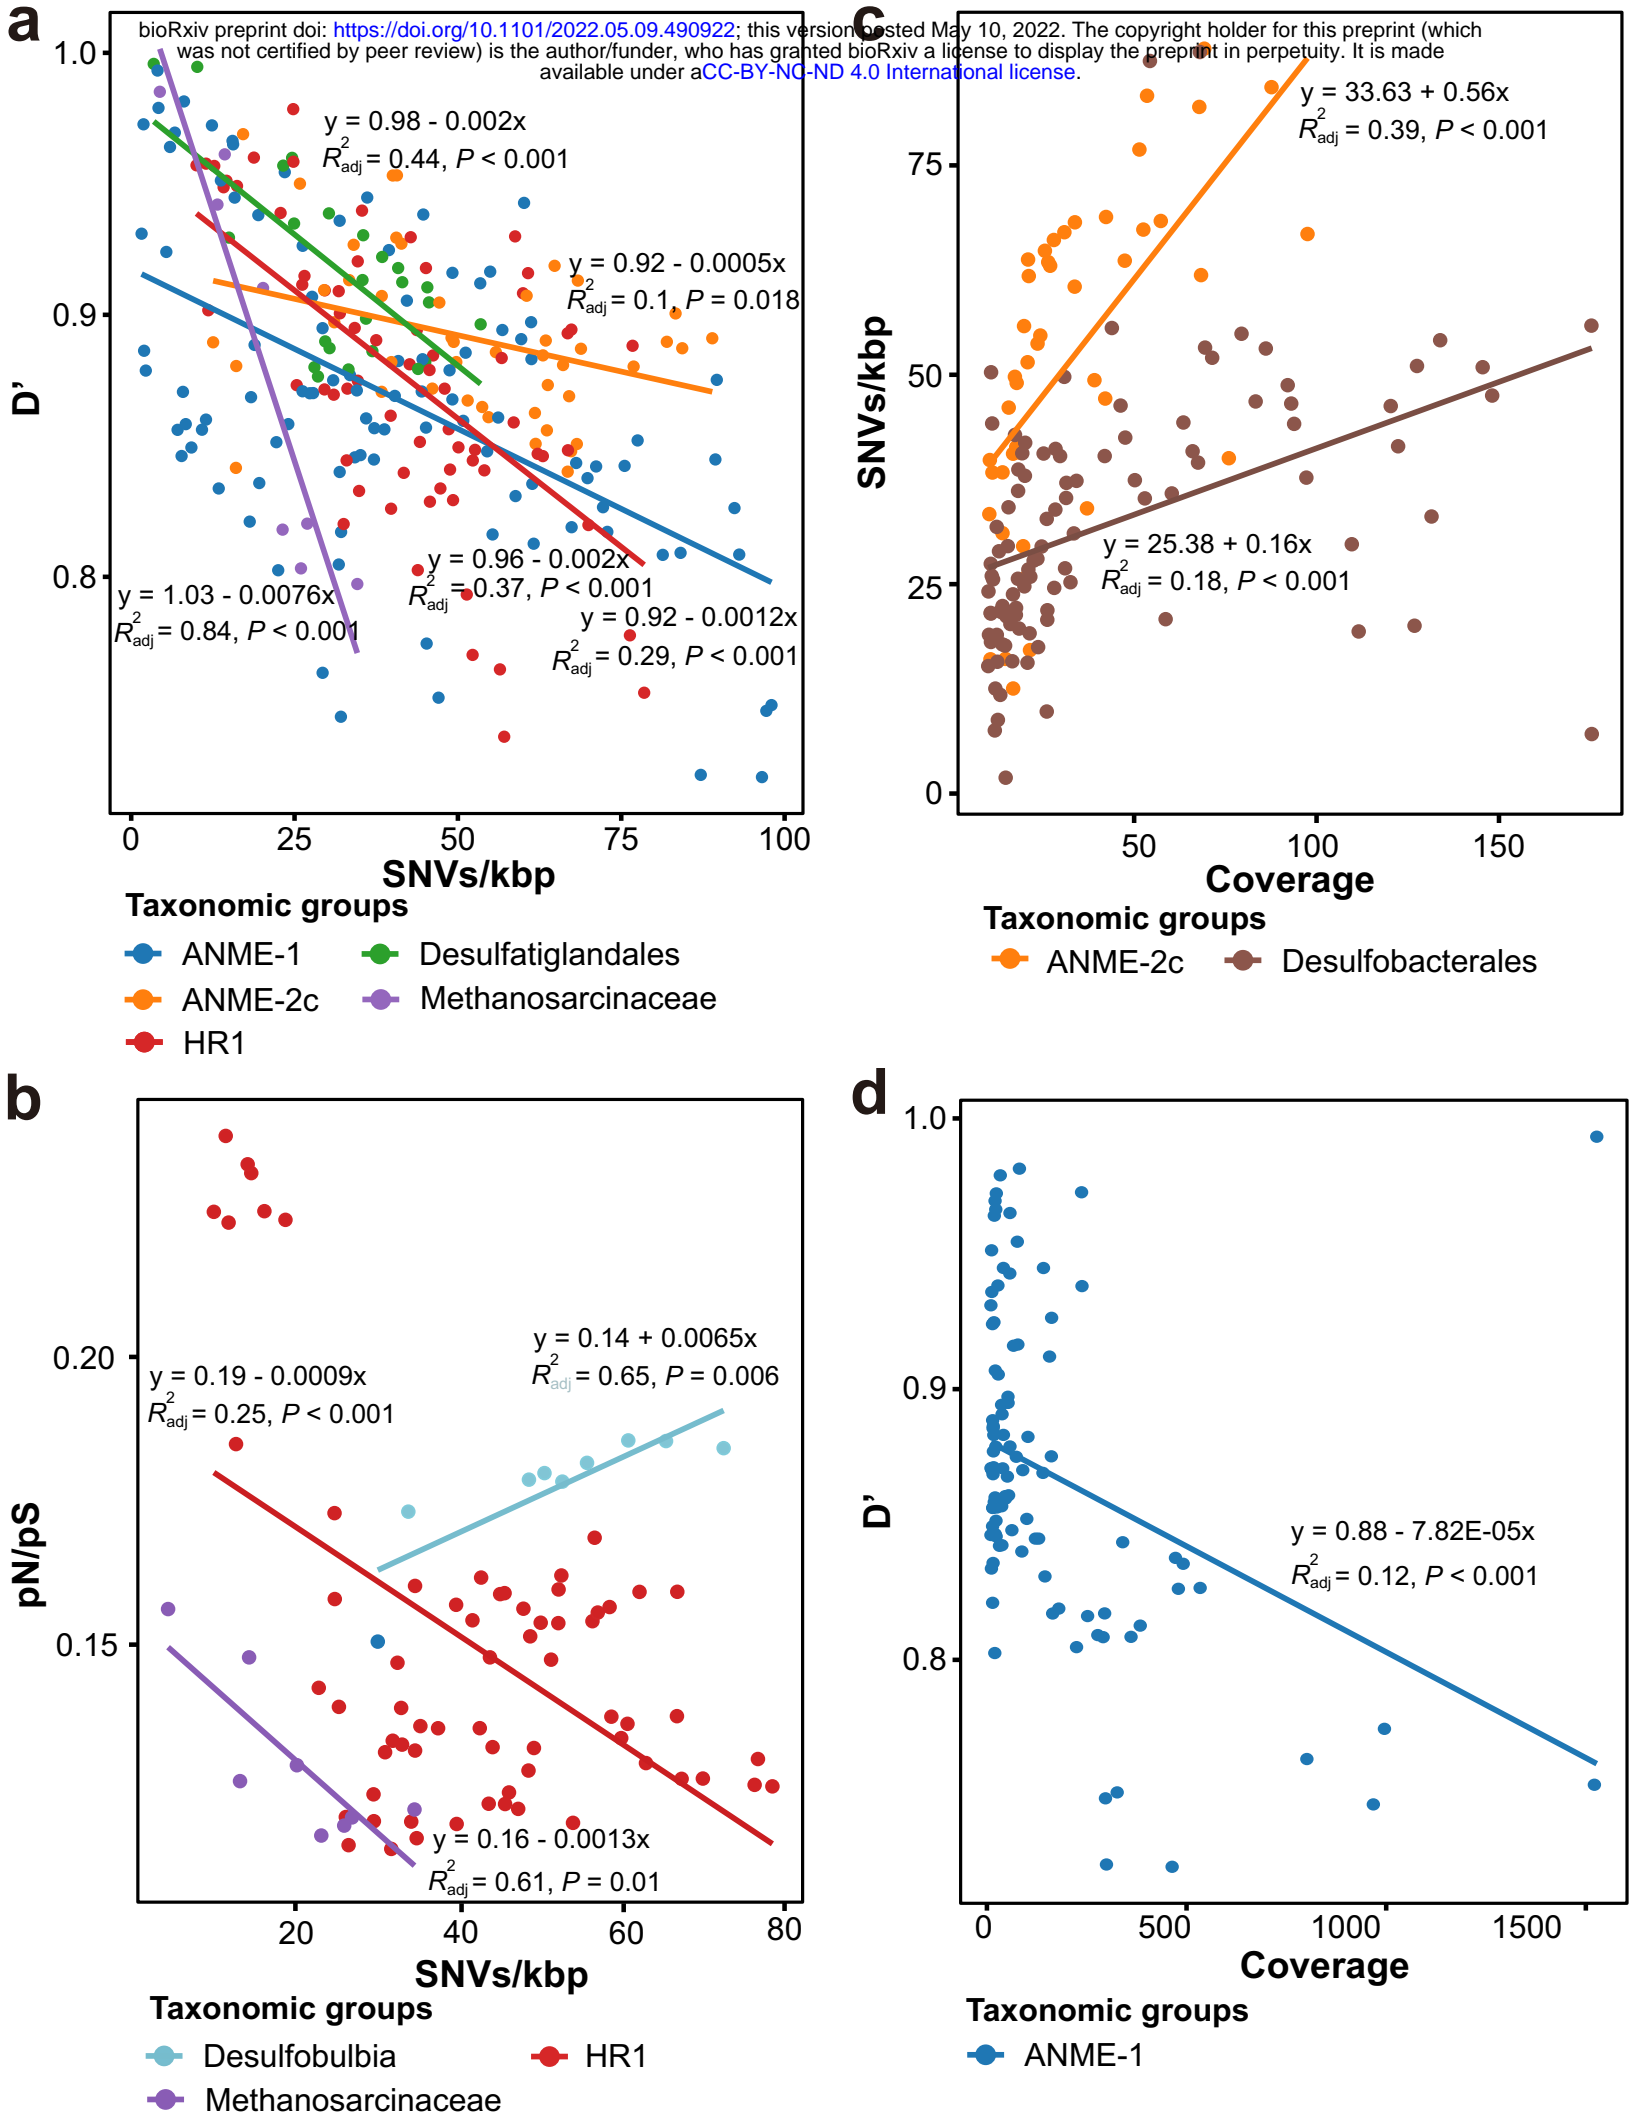 a
bioRxiv preprint doi: https://doi.org/10.1101/2022.05.09.490922; this version posted May 10, 2022. The copyright holder for this preprint (which
was not certified by peer review) is the author/funder, who has granted bioRxiv a license to display the preprint in perpetuity. It is made
available under aCC-BY-NC-ND 4.0 International license.
1.0
0.9
0.8
D'
y = 0.98 - 0.002x
R²adj = 0.44, P < 0.001
y = 0.92 - 0.0005x
R²adj = 0.1, P = 0.018
y = 0.96 - 0.002x
R²adj = 0.37, P < 0.001
y = 1.03 - 0.0076x
R²adj = 0.84, P < 0.001
y = 0.92 - 0.0012x
R²adj = 0.29, P < 0.001
0 25 50 75 100
SNVs/kbp
Taxonomic groups
ANME-1 Desulfatiglandales
ANME-2c Methanosarcinaceae
HR1
c
75
50
25
0
SNVs/kbp
y = 33.63 + 0.56x
R²adj = 0.39, P < 0.001
y = 25.38 + 0.16x
R²adj = 0.18, P < 0.001
50 100 150
Coverage
Taxonomic groups
ANME-2c Desulfobacterales
b
0.20
0.15
pN/pS
y = 0.14 + 0.0065x
R²adj = 0.65, P = 0.006
y = 0.19 - 0.0009x
R²adj = 0.25, P < 0.001
y = 0.16 - 0.0013x
R²adj = 0.61, P = 0.01
20 40 60 80
SNVs/kbp
Taxonomic groups
Desulfobulbia HR1
Methanosarcinaceae
d
1.0
0.9
0.8
D'
y = 0.88 - 7.82E-05x
R²adj = 0.12, P < 0.001
0 500 1000 1500
Coverage
Taxonomic groups
ANME-1